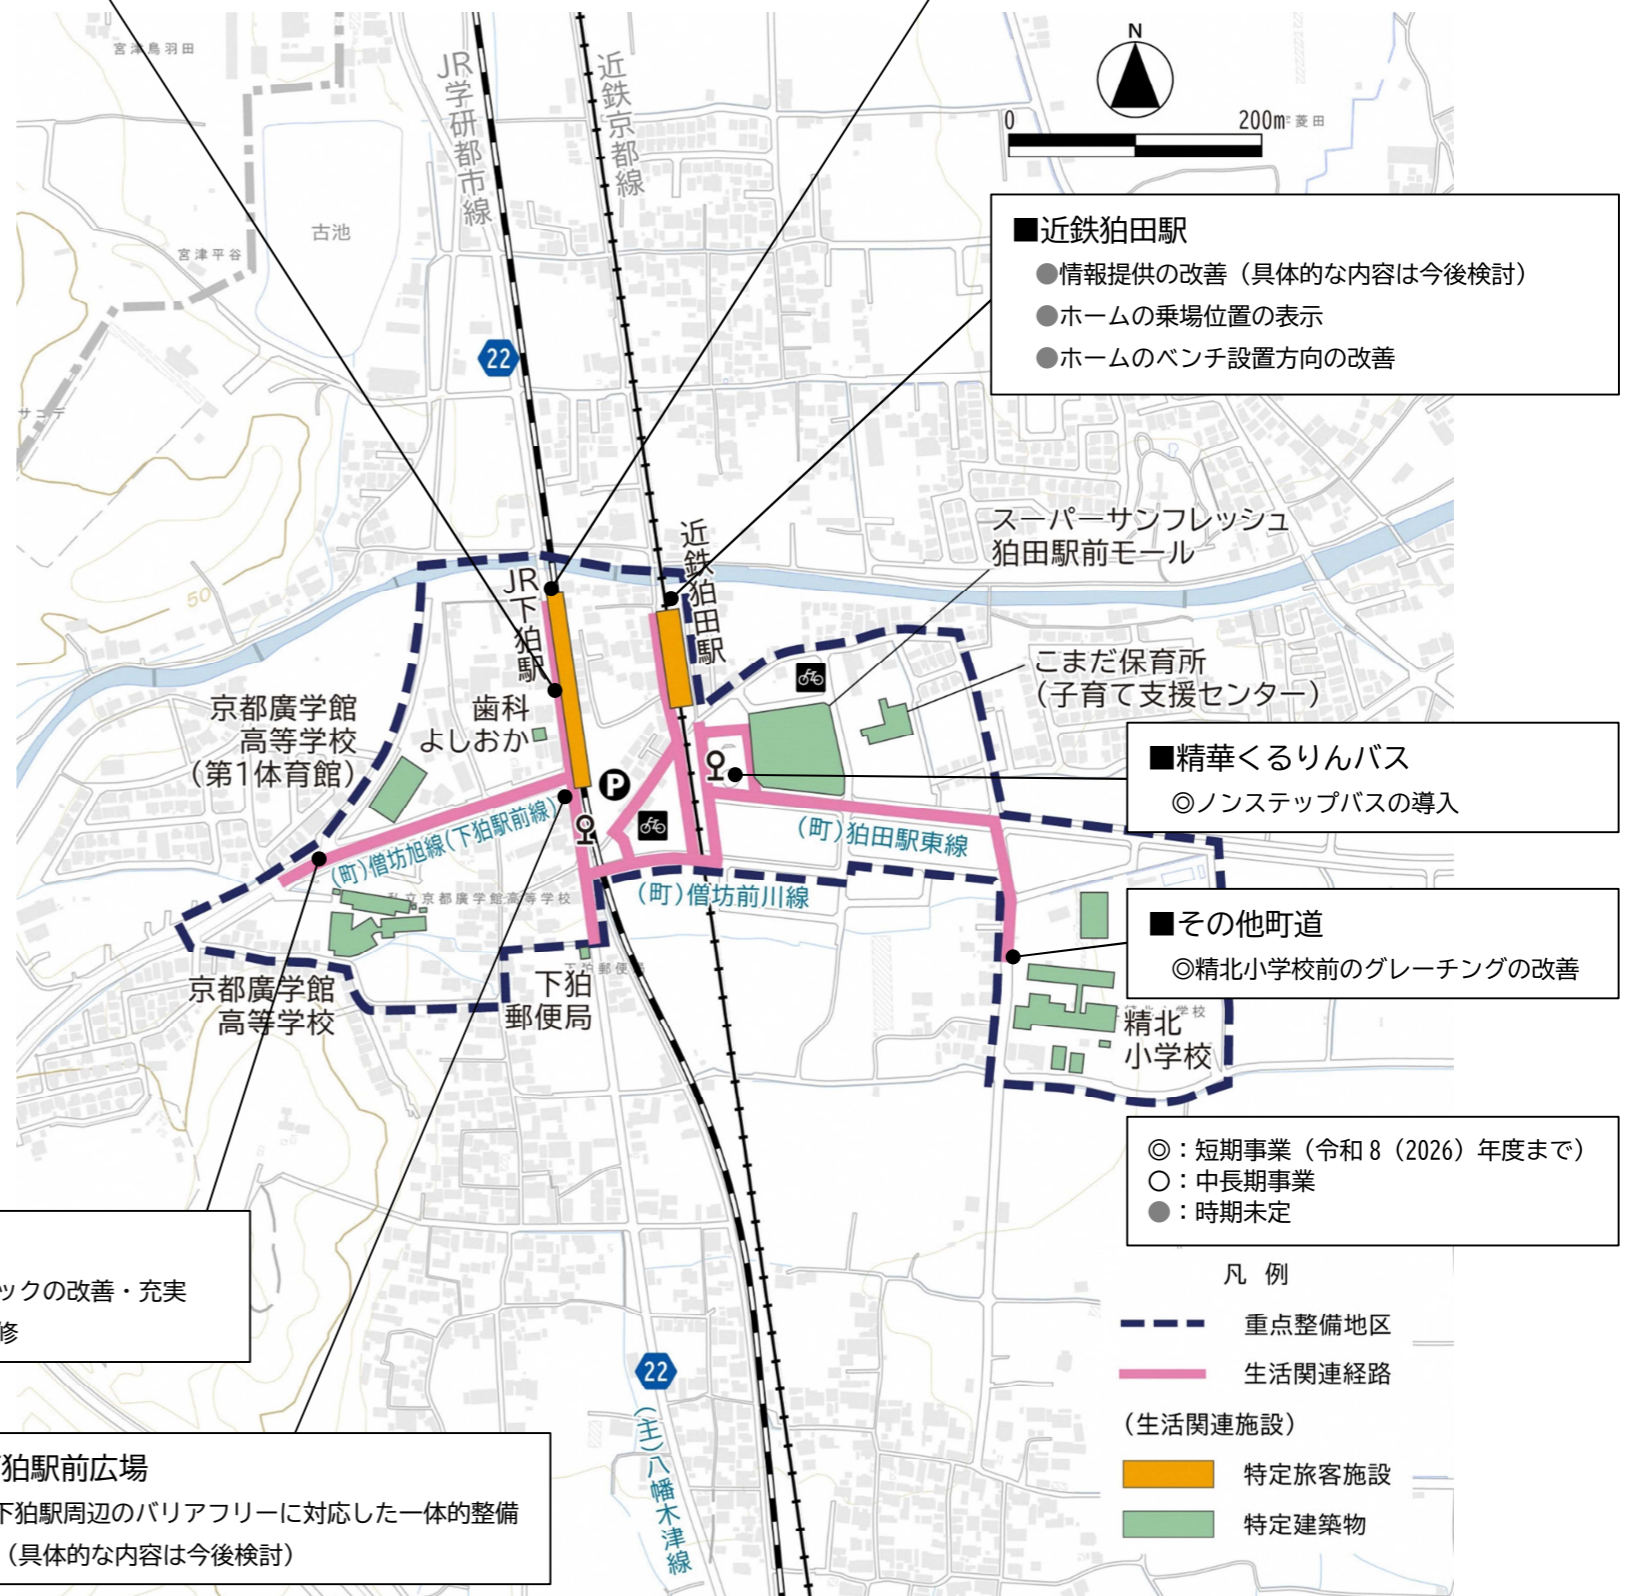 宮津鳥羽田
JR学研都市線
近鉄京都線
N
0
200m
菱田
古池
宮津平谷
■近鉄狛田駅
●情報提供の改善（具体的な内容は今後検討）
●ホームの乗場位置の表示
●ホームのベンチ設置方向の改善
22
サコデ
スーパーサンフレッシュ
狛田駅前モール
近鉄狛田駅
JR下狛駅
50
こまだ保育所
（子育て支援センター）
京都廣学館
高等学校
（第1体育館）
歯科
よしおか
■精華くるりんバス
◎ノンステップバスの導入
P
（町）僧坊旭線（下狛駅前線）
（町）狛田駅東線
（町）僧坊前川線
私立京都廣学館高等学校
■その他町道
◎精北小学校前のグレーチングの改善
京都廣学館
高等学校
下狛
郵便局
精北
小学校
◎：短期事業（令和８（2026）年度まで）
○：中長期事業
●：時期未定
ックの改善・充実
修
凡 例
重点整備地区
生活関連経路
（生活関連施設）
特定旅客施設
特定建築物
22
（主）八幡木津線
狛駅前広場
下狛駅周辺のバリアフリーに対応した一体的整備
（具体的な内容は今後検討）